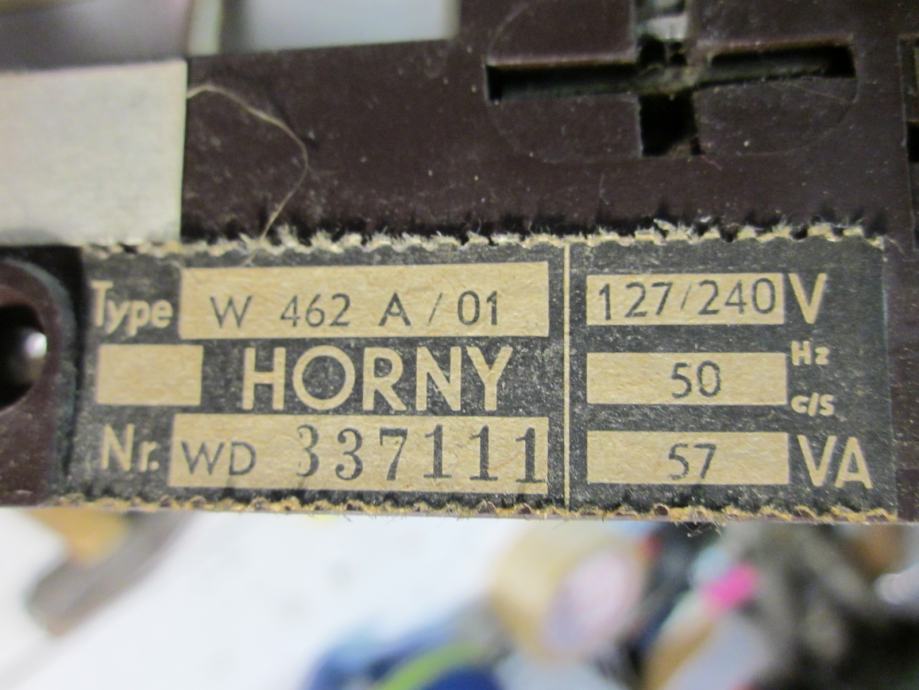 Type W 462 A / 01
HORNY
Nr. WD 337111
127/240 V
50 Hz c/s
57 VA